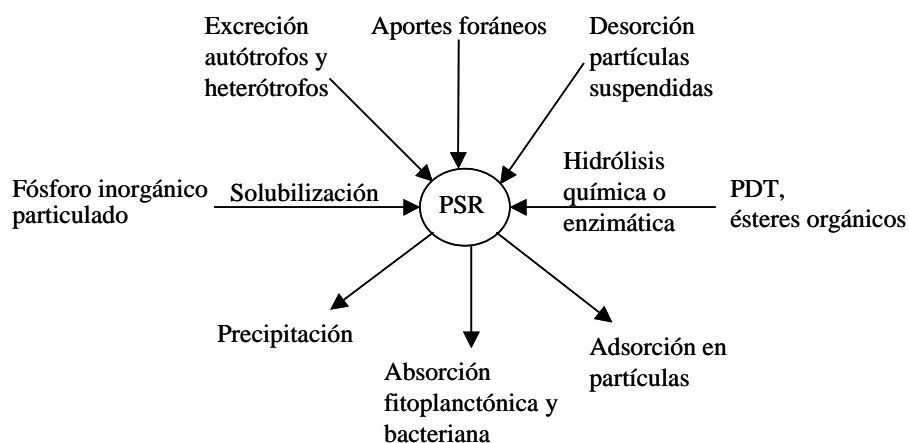 Excreción
autótrofos y
heterótrofos
Aportes foráneos
Desorción
partículas
suspendidas
Fósforo inorgánico
particulado
Solubilización
PSR
Hidrólisis
química o
enzimática
PDT,
ésteres orgánicos
Precipitación
Absorción
fitoplanctónica y
bacteriana
Adsorción en
partículas